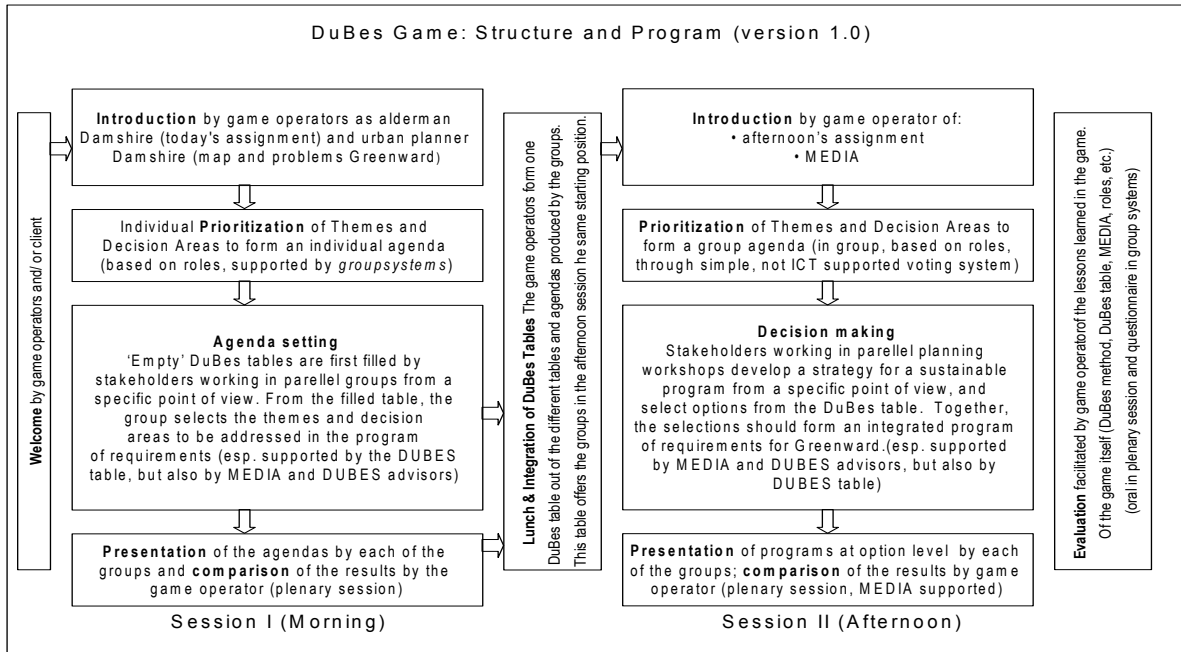 DuBes Game: Structure and Program (version 1.0)
Welcome by game operators and/ or client
Introduction by game operators as alderman
Damshire (today's assignment) and urban planner
Damshire (map and problems Greenward)
Individual Prioritization of Themes and
Decision Areas to form an individual agenda
(based on roles, supported by groupsystems)
Agenda setting
‘Empty’ DuBes tables are first filled by
stakeholders working in parellel groups from a
specific point of view. From the filled table, the
group selects the themes and decision
areas to be addressed in the program
of requirements (esp. supported by the DUBES
table, but also by MEDIA and DUBES advisors)
Presentation of the agendas by each of the
groups and comparison of the results by the
game operator (plenary session)
Session I (Morning)
Lunch & Integration of DuBes Tables The game operators form one
DuBes table out of the different tables and agendas produced by the groups.
This table offers the groups in the afternoon session he same starting position.
Introduction by game operator of:
• afternoon's assignment
• MEDIA
Prioritization of Themes and Decision Areas to
form a group agenda (in group, based on roles,
through simple, not ICT supported voting system)
Decision making
Stakeholders working in parellel planning
workshops develop a strategy for a sustainable
program from a specific point of view, and
select options from the DuBes table. Together,
the selections should form an integrated program
of requirements for Greenward.(esp. supported
by MEDIA and DUBES advisors, but also by
DUBES table)
Presentation of programs at option level by each
of the groups; comparison of the results by game
operator (plenary session, MEDIA supported)
Session II (Afternoon)
Evaluation facilitated by game operatorof the lessons learned in the game.
Of the game itself (DuBes method, DuBes table, MEDIA, roles, etc.)
(oral in plenary session and questionnaire in group systems)